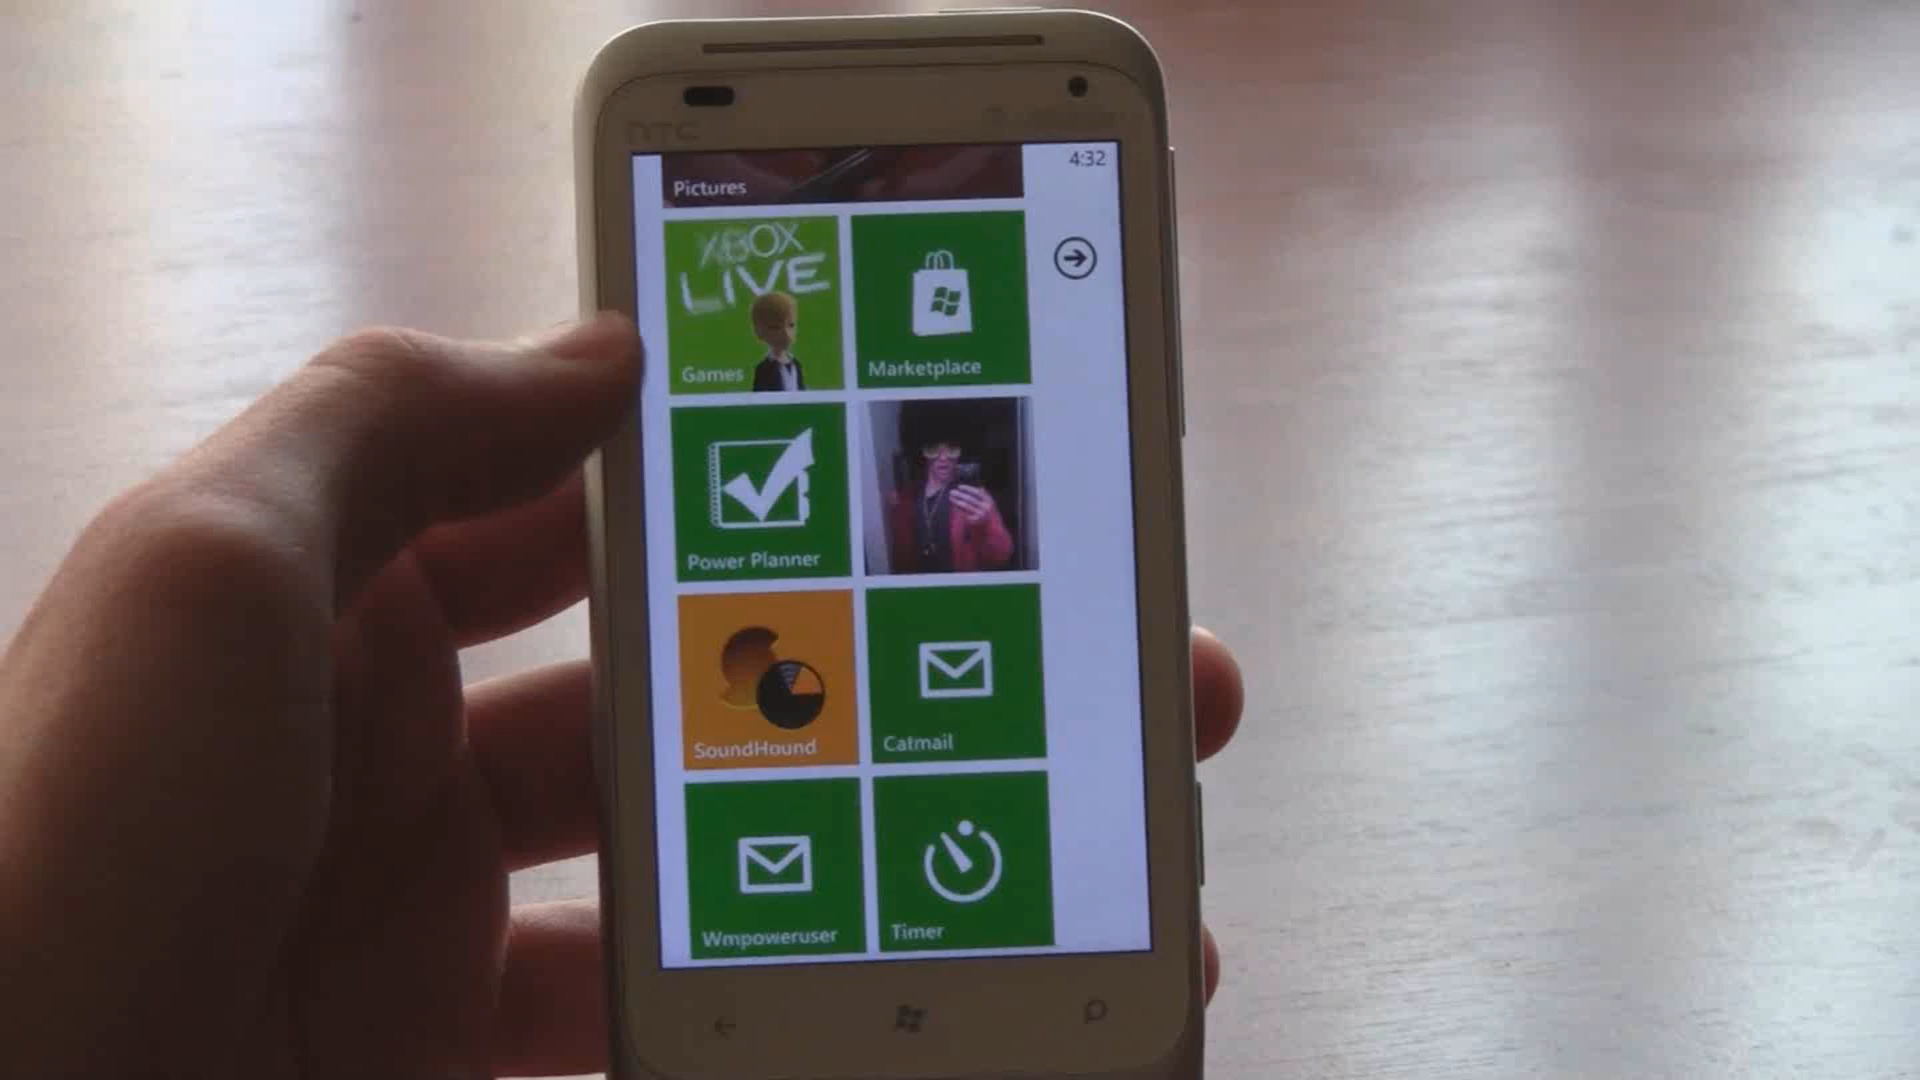 hTC
4:32
Pictures
XBOX
LIVE
Games
Marketplace
Power Planner
SoundHound
Catmail
Wmpoweruser
Timer